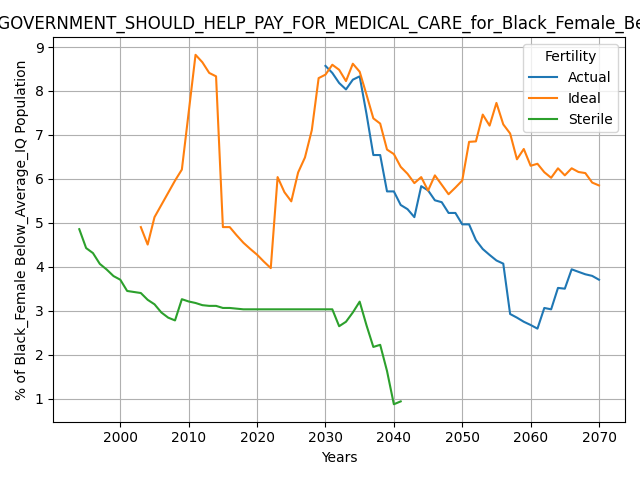 GOVERNMENT_SHOULD_HELP_PAY_FOR_MEDICAL_CARE_for_Black_Female_Be
Fertility
Actual
Ideal
Sterile
% of Black_Female Below_Average_IQ Population
9
8
7
6
5
4
3
2
1
2000 2010 2020 2030 2040 2050 2060 2070
Years